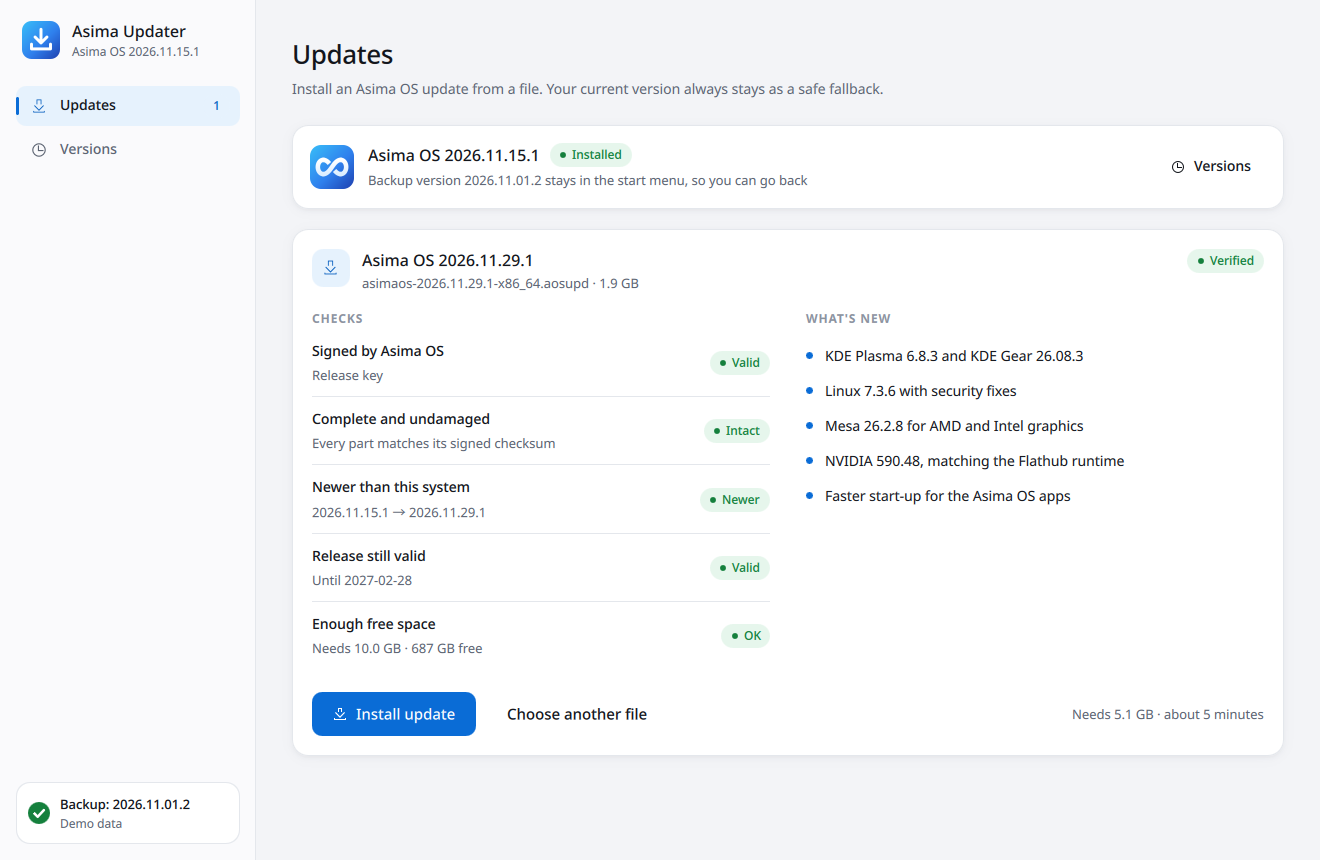 Asima Updater
Asima OS 2026.11.15.1
Updates 1
Versions
Backup: 2026.11.01.2
Demo data
Updates
Install an Asima OS update from a file. Your current version always stays as a safe fallback.
Asima OS 2026.11.15.1 Installed
Backup version 2026.11.01.2 stays in the start menu, so you can go back
Versions
Asima OS 2026.11.29.1
asimaos-2026.11.29.1-x86_64.aosupd · 1.9 GB
Verified
CHECKS
Signed by Asima OS
Release key
Valid
Complete and undamaged
Every part matches its signed checksum
Intact
Newer than this system
2026.11.15.1 → 2026.11.29.1
Newer
Release still valid
Until 2027-02-28
Valid
Enough free space
Needs 10.0 GB · 687 GB free
OK
WHAT'S NEW
KDE Plasma 6.8.3 and KDE Gear 26.08.3
Linux 7.3.6 with security fixes
Mesa 26.2.8 for AMD and Intel graphics
NVIDIA 590.48, matching the Flathub runtime
Faster start-up for the Asima OS apps
Install update
Choose another file
Needs 5.1 GB · about 5 minutes